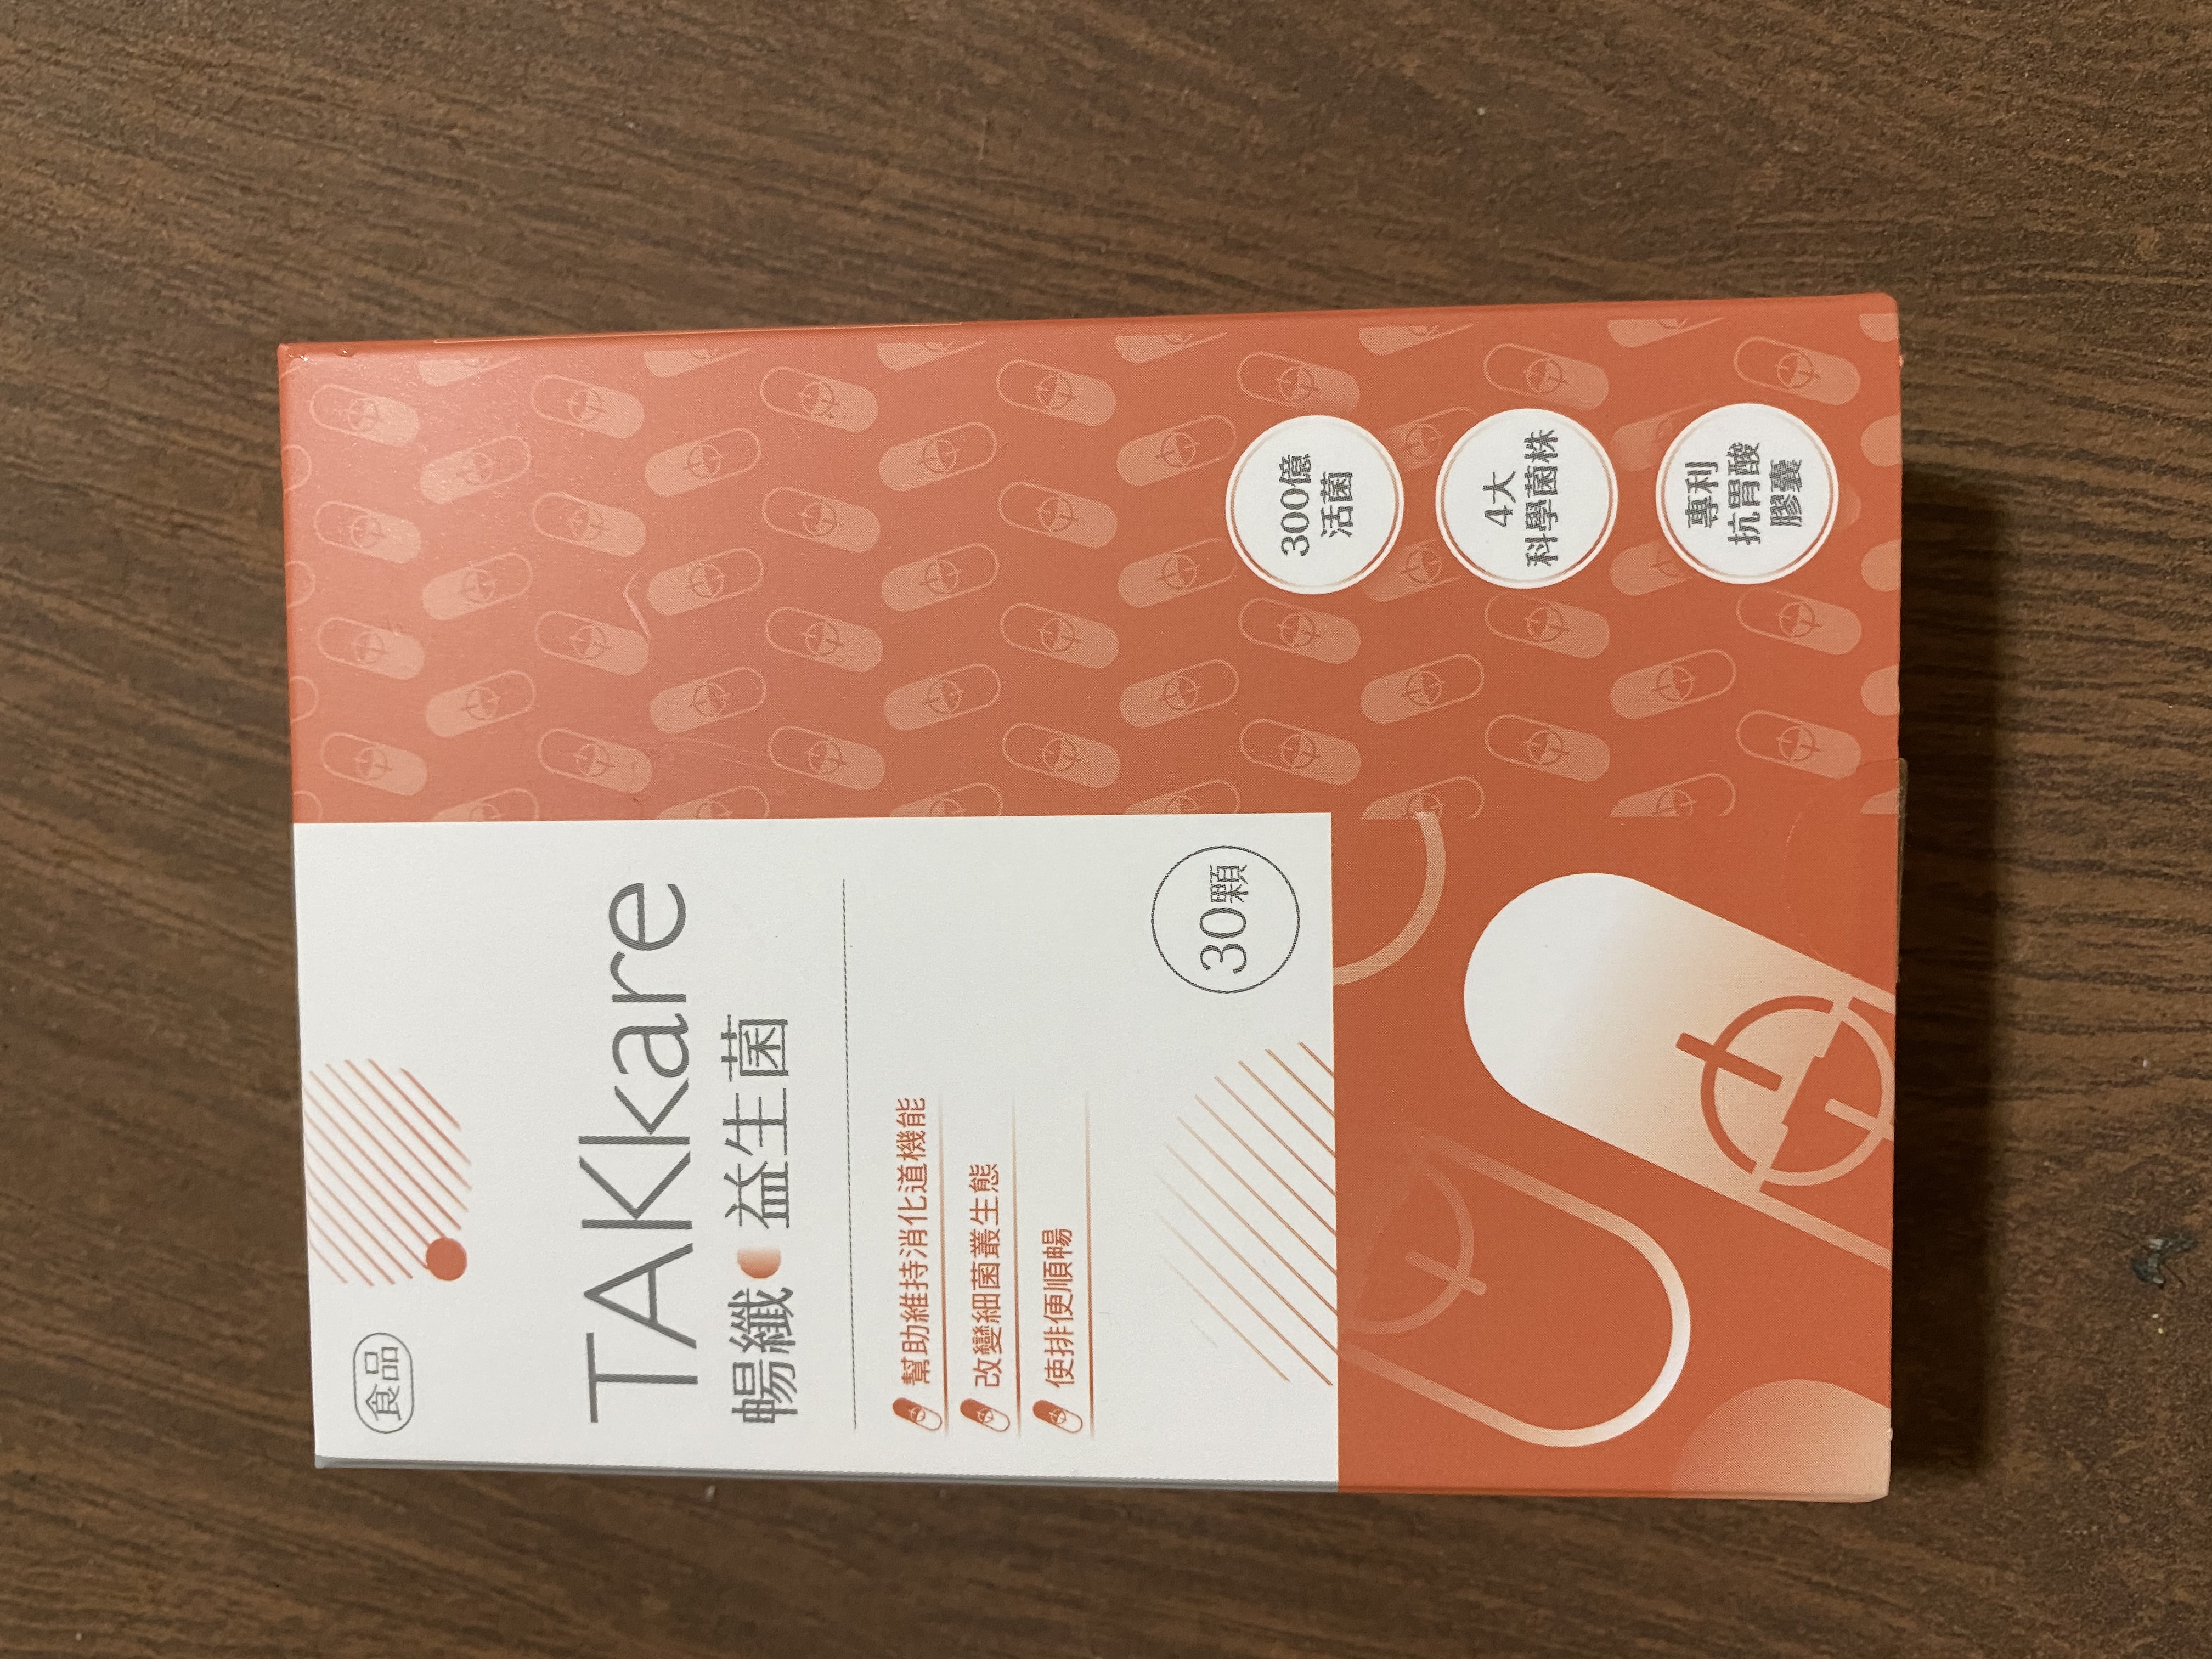 食品
TAKkare
暢纖 益生菌
幫助維持消化道機能
改變細菌叢生態
使排便順暢
30顆
300億
活菌
4大
科學菌株
專利
抗胃酸
膠囊